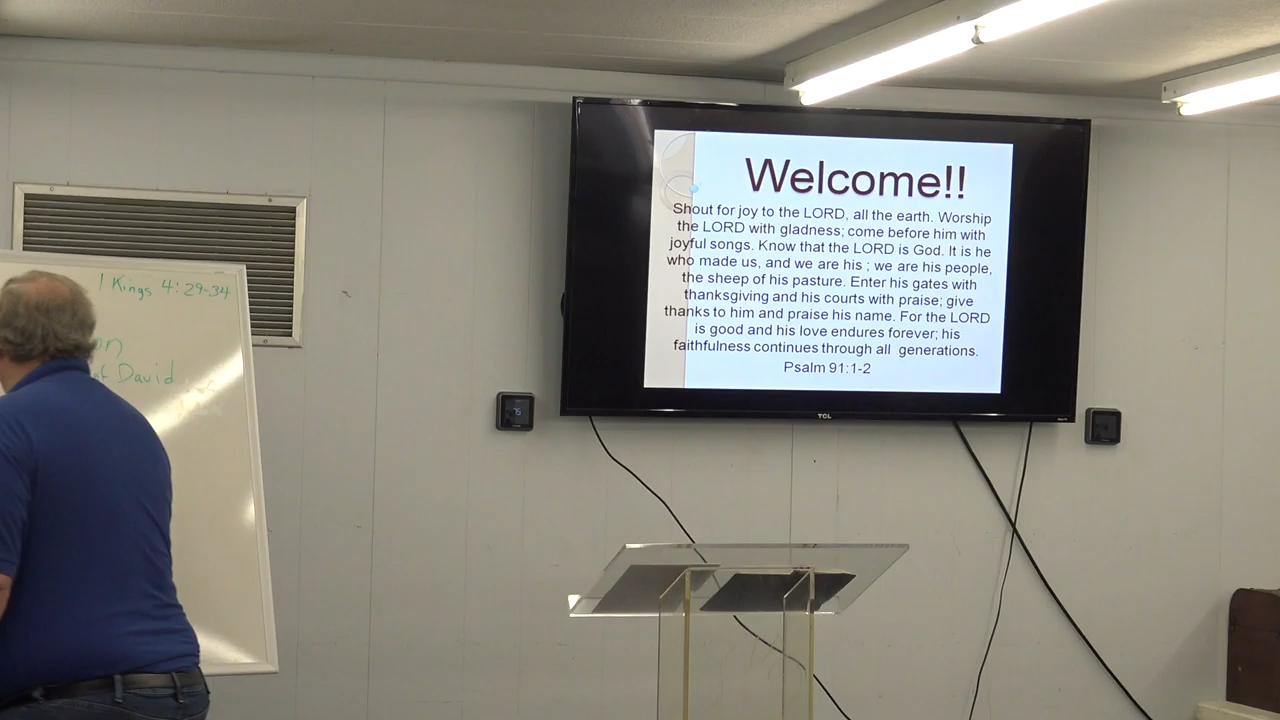 1 Kings 4:29-34
of David
Welcome!!
Shout for joy to the LORD, all the earth. Worship
the LORD with gladness; come before him with
joyful songs. Know that the LORD is God. It is he
who made us, and we are his ; we are his people,
the sheep of his pasture. Enter his gates with
thanksgiving and his courts with praise; give
thanks to him and praise his name. For the LORD
is good and his love endures forever; his
faithfulness continues through all generations.
Psalm 91:1-2
TCL
75